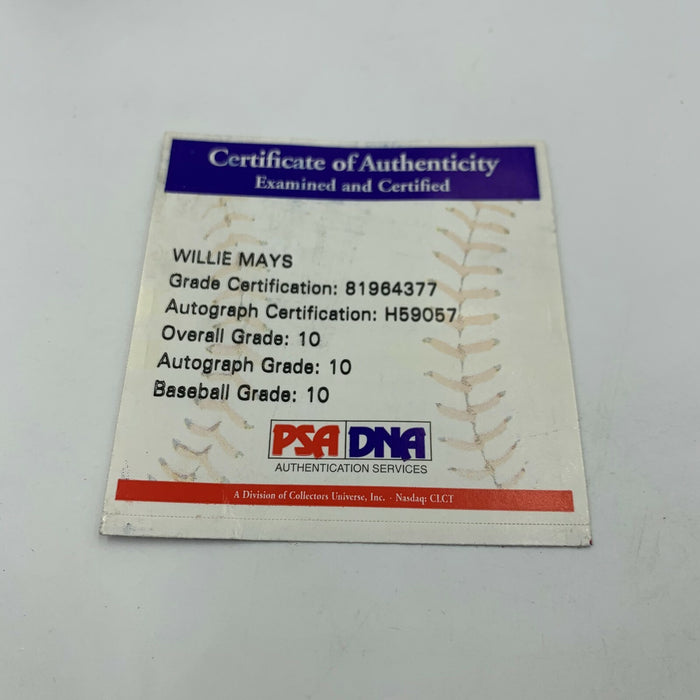 Certificate of Authenticity
Examined and Certified
WILLIE MAYS
Grade Certification: 81964377
Autograph Certification: H59057
Overall Grade: 10
Autograph Grade: 10
Baseball Grade: 10
PSA DNA
AUTHENTICATION SERVICES
A Division of Collectors Universe, Inc. · Nasdaq: CLCT